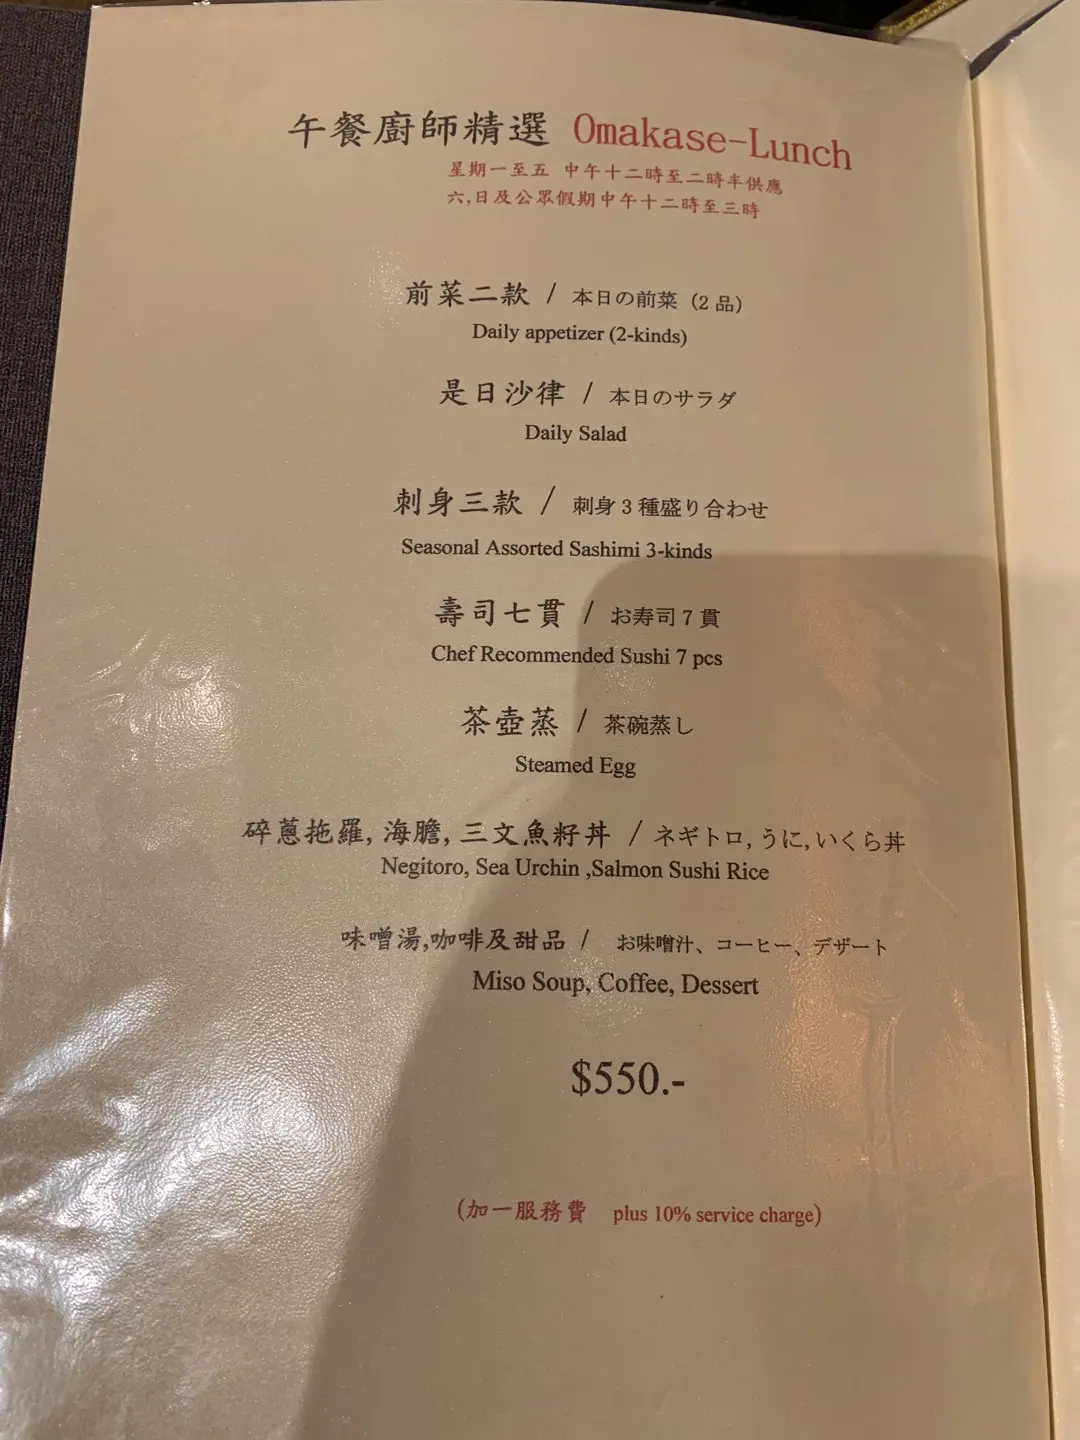 午餐廚師精選 Omakase-Lunch
星期一至五 中午十二時至二時半供應
六,日及公眾假期中午十二時至三時
前菜二款 / 本日の前菜（2 品）
Daily appetizer (2-kinds)
是日沙律 / 本日のサラダ
Daily Salad
刺身三款 / 刺身 3 種盛り合わせ
Seasonal Assorted Sashimi 3-kinds
壽司七貫 / お寿司 7 貫
Chef Recommended Sushi 7 pcs
茶壺蒸 / 茶碗蒸し
Steamed Egg
碎蔥拖羅, 海膽, 三文魚籽丼 / ネギトロ, うに, いくら丼
Negitoro, Sea Urchin ,Salmon Sushi Rice
味噌湯,咖啡及甜品 / お味噌汁、コーヒー、デザート
Miso Soup, Coffee, Dessert
$550.-
(加一服務費 plus 10% service charge)